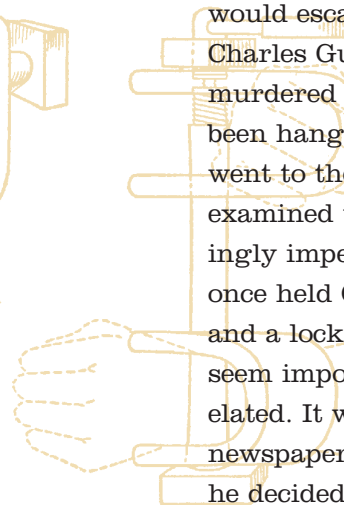 would esca
Charles Gu
murdered
been hang
went to the
examined t
ingly impe
once held
and a lock
seem impo
elated. It w
newspaper
he decided